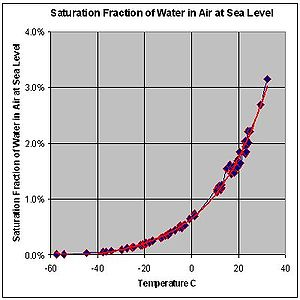 Saturation Fraction of Water in Air at Sea Level
Saturation Fraction of Water in Air at Sea Level
4.0%
3.0%
2.0%
1.0%
0.0%
-60 -40 -20 0 20 40
Temperature C